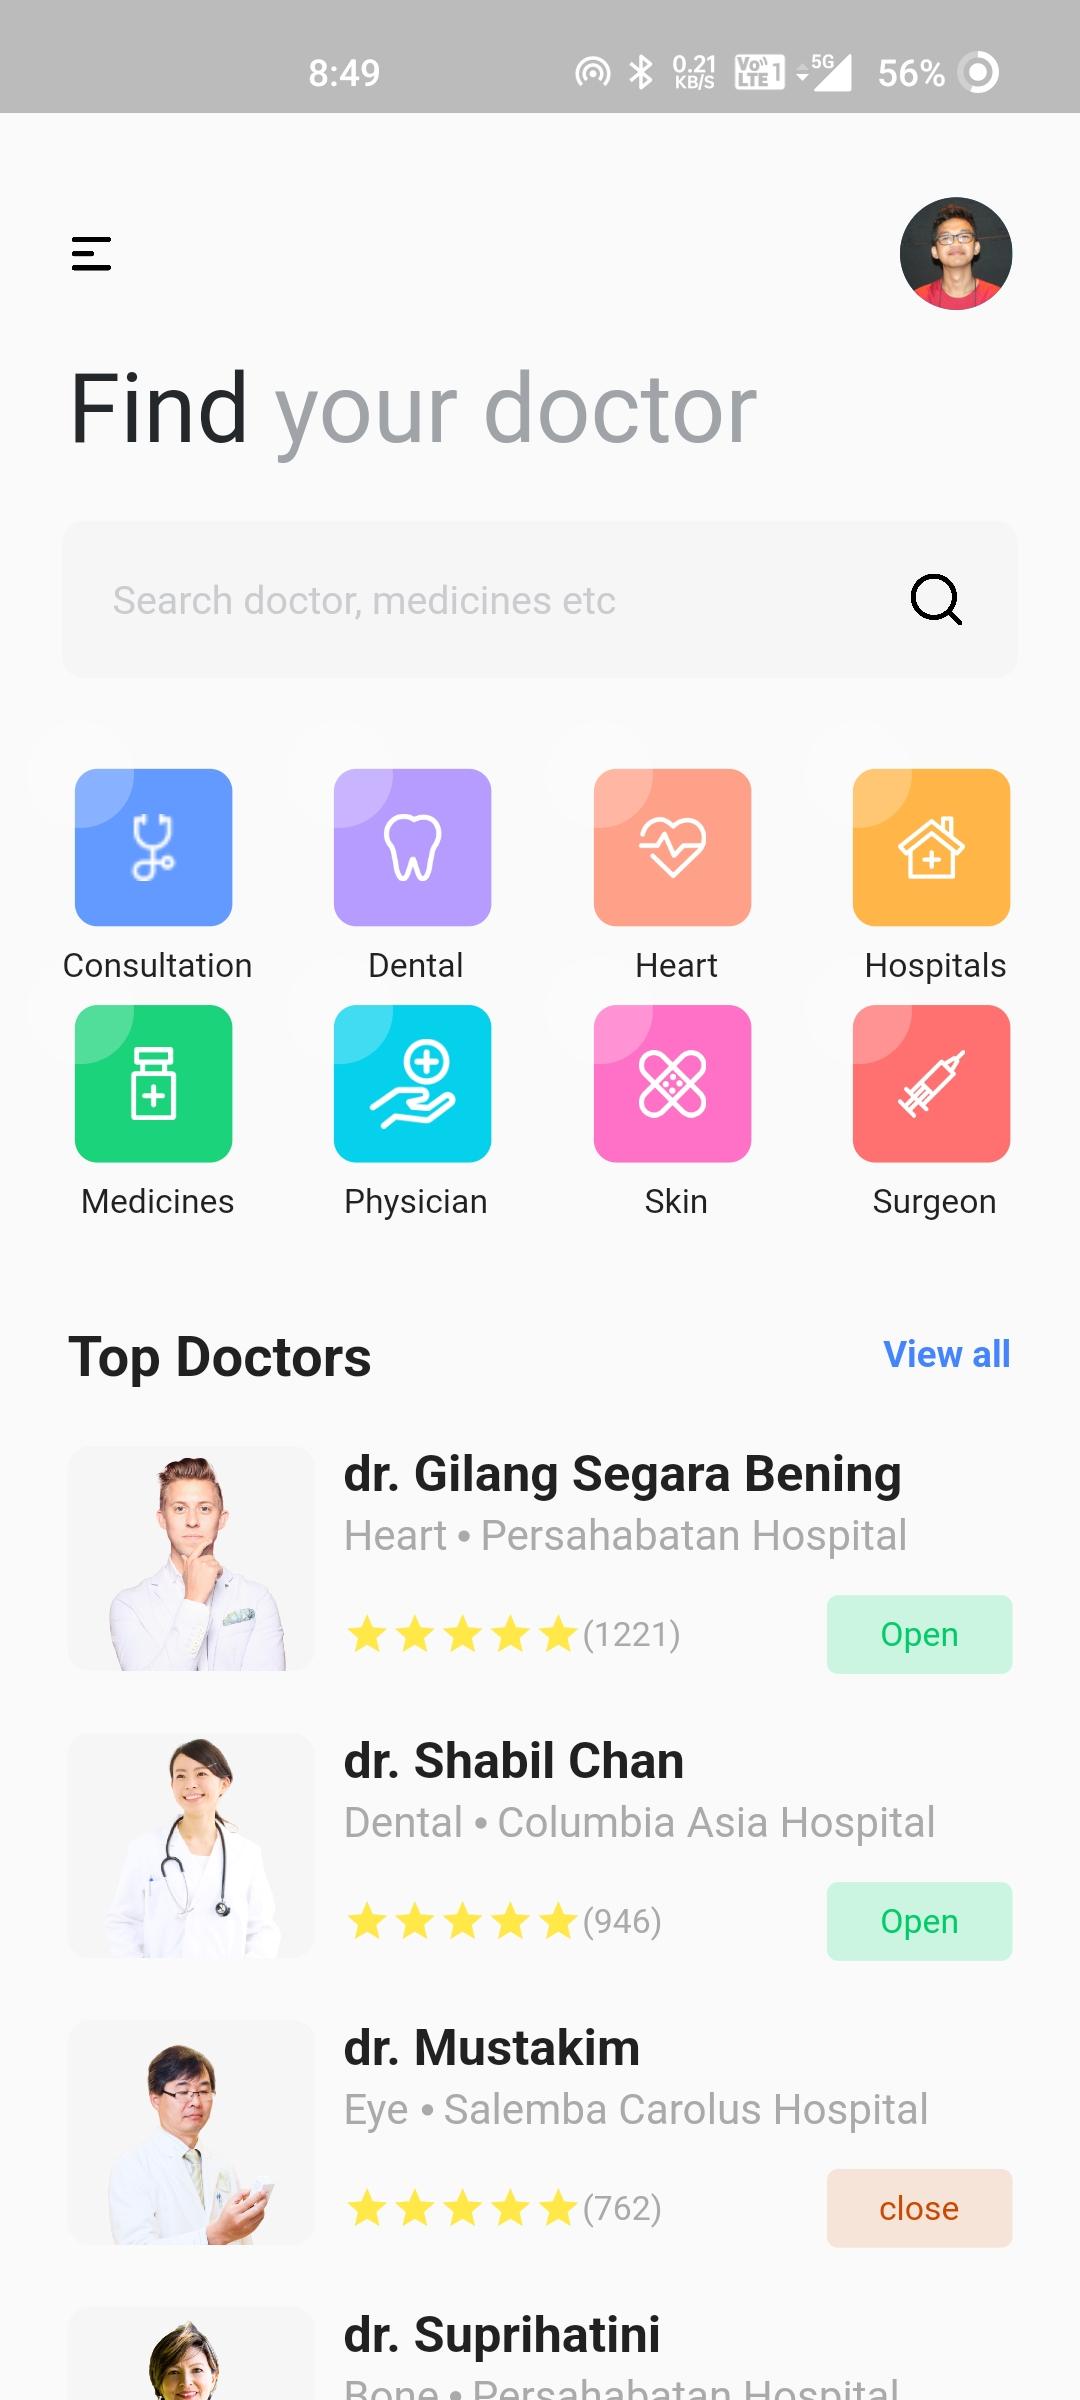 8:49 0.21 KB/S VoLTE 1 5G 56%
Find your doctor
Search doctor, medicines etc
Consultation Dental Heart Hospitals
Medicines Physician Skin Surgeon
Top Doctors View all
dr. Gilang Segara Bening
Heart • Persahabatan Hospital
(1221) Open
dr. Shabil Chan
Dental • Columbia Asia Hospital
(946) Open
dr. Mustakim
Eye • Salemba Carolus Hospital
(762) close
dr. Suprihatini
Bone • Persahabatan Hospital